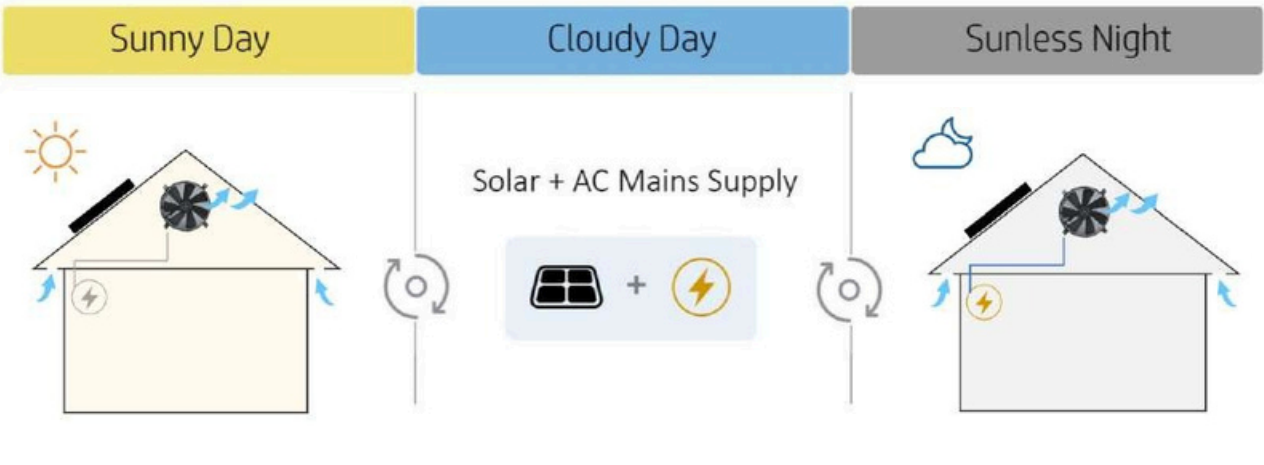 Sunny Day
Cloudy Day
Sunless Night
Solar + AC Mains Supply
+